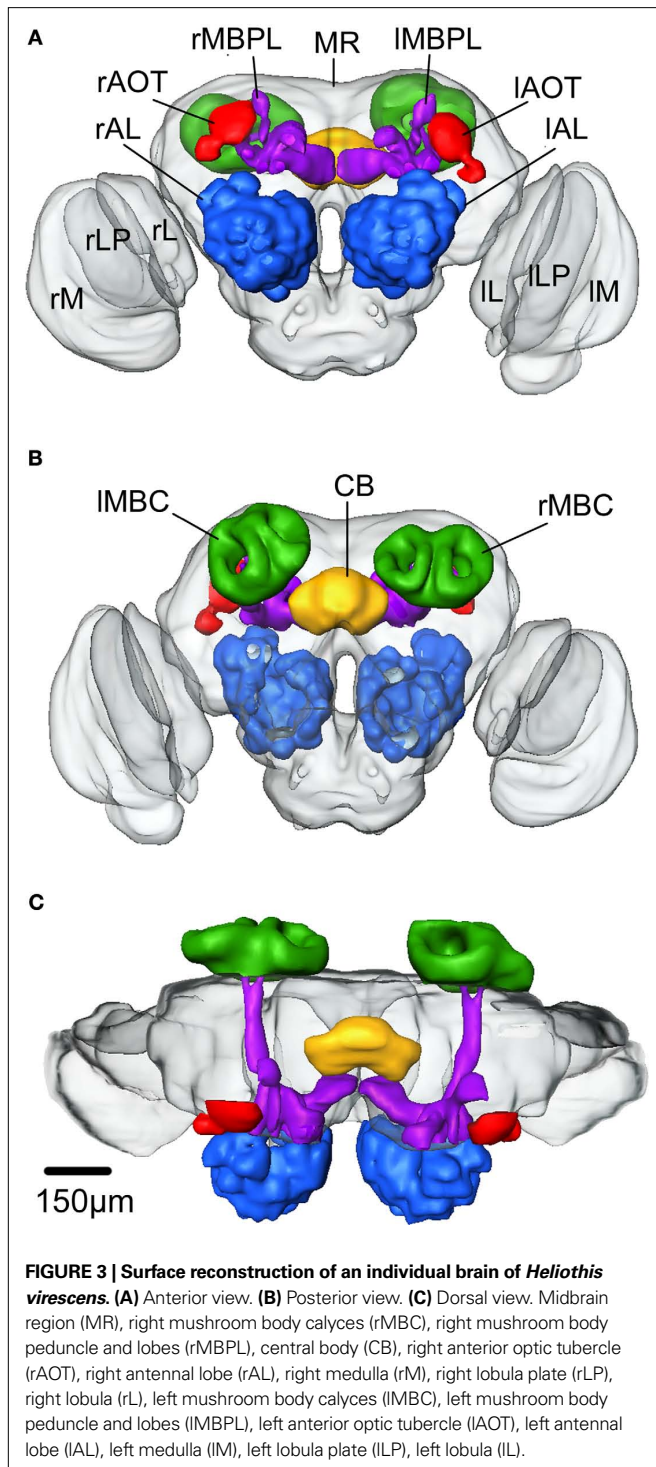 A
rMBPL MR lMBPL
rAOT lAOT
rAL lAL
rLP rL lL lLP lM
rM
B
lMBC CB rMBC
C
150µm
FIGURE 3 | Surface reconstruction of an individual brain of Heliothis
virescens. (A) Anterior view. (B) Posterior view. (C) Dorsal view. Midbrain
region (MR), right mushroom body calyces (rMBC), right mushroom body
peduncle and lobes (rMBPL), central body (CB), right anterior optic tubercle
(rAOT), right antennal lobe (rAL), right medulla (rM), right lobula plate (rLP),
right lobula (rL), left mushroom body calyces (lMBC), left mushroom body
peduncle and lobes (lMBPL), left anterior optic tubercle (lAOT), left antennal
lobe (lAL), left medulla (lM), left lobula plate (lLP), left lobula (lL).